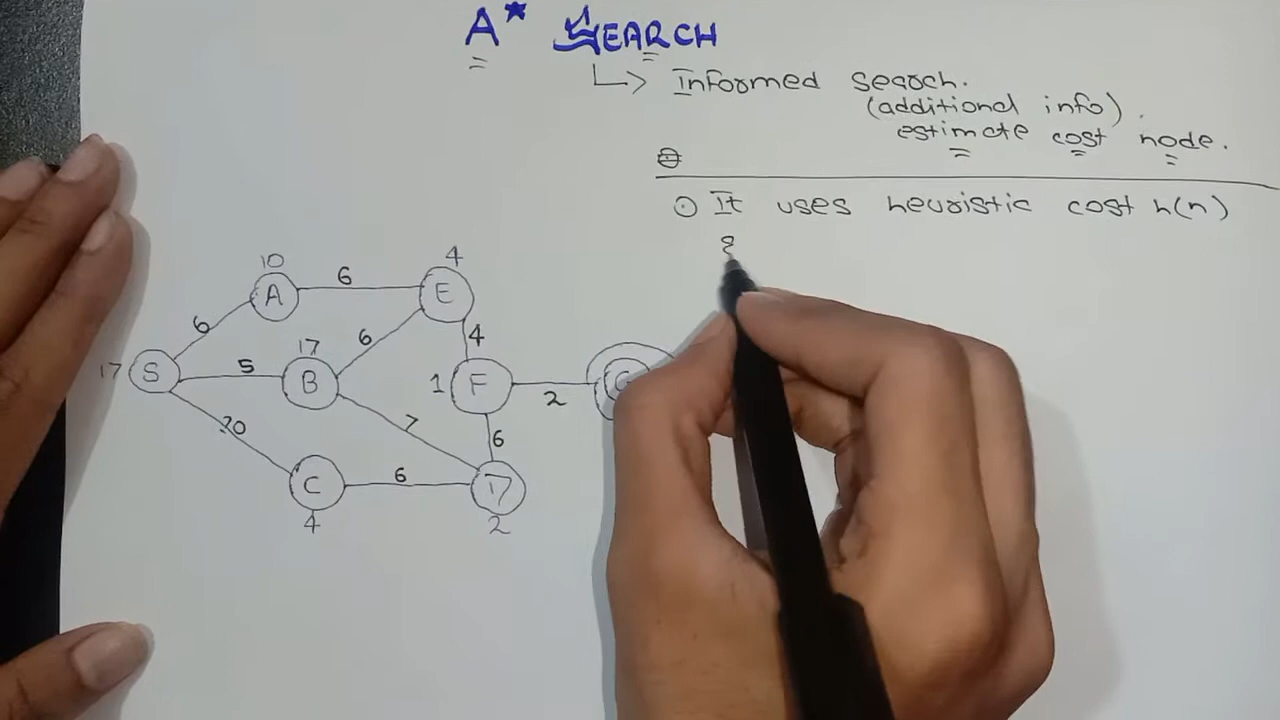 A* SEARCH
Informed search.
(additional info).
estimate cost node.
It uses heuristic cost h(n)
&
10
4
A
6
E
6
6
4
17
17
S
5
B
1
F
2
G
7
6
20
C
6
17
4
2